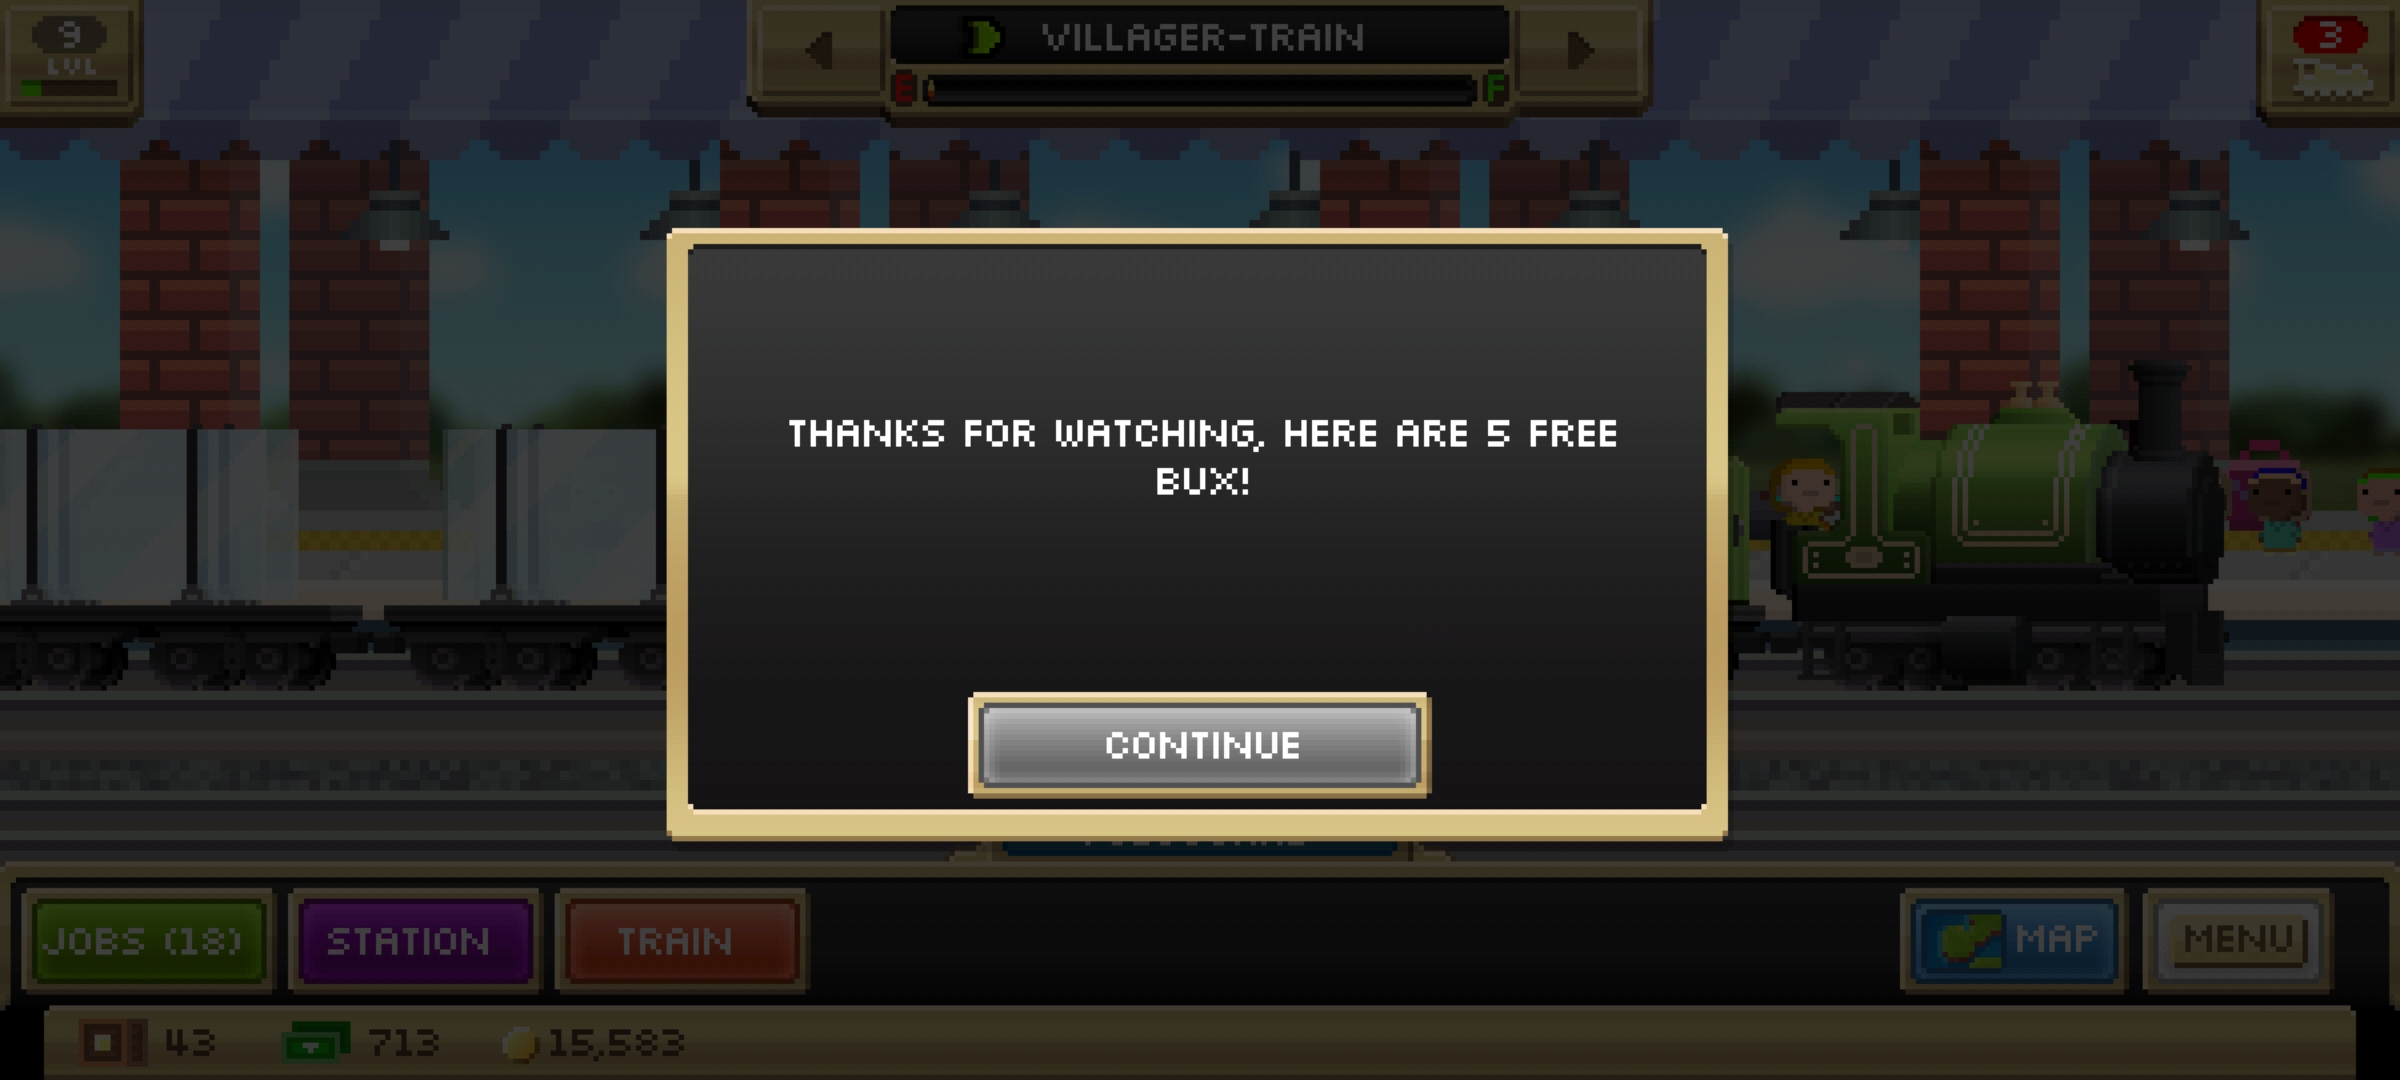 9
LVL
VILLAGER-TRAIN
E F
3
THANKS FOR WATCHING, HERE ARE 5 FREE
BUX!
CONTINUE
JOBS (18) STATION TRAIN MAP MENU
43 713 15,583